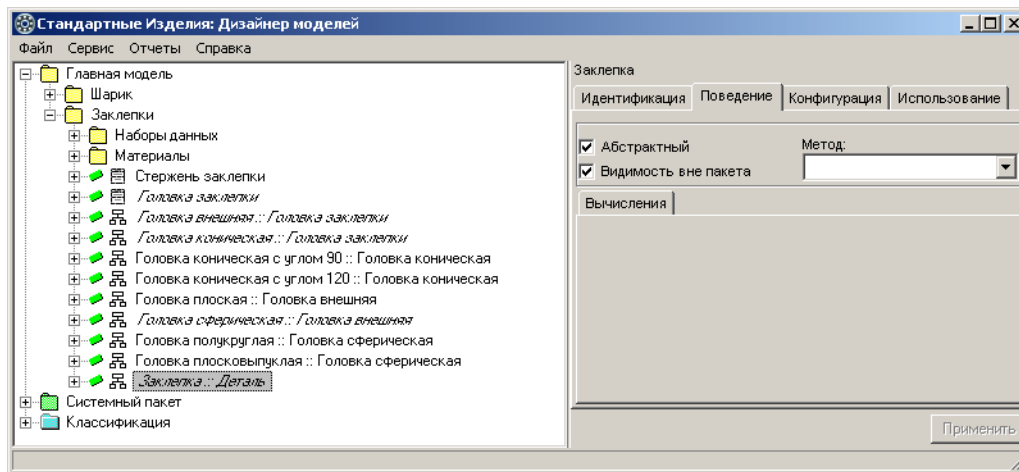 Стандартные Изделия: Дизайнер моделей
Файл Сервис Отчеты Справка
Главная модель
Шарик
Заклепки
Наборы данных
Материалы
Стержень заклепки
Головка заклепки
Головка внешняя :: Головка заклепки
Головка коническая :: Головка заклепки
Головка коническая с углом 90 :: Головка коническая
Головка коническая с углом 120 :: Головка коническая
Головка плоская :: Головка внешняя
Головка сферическая :: Головка внешняя
Головка полукруглая :: Головка сферическая
Головка плосковыпуклая :: Головка сферическая
Заклепка :: Деталь
Системный пакет
Классификация
Заклепка
Идентификация Поведение Конфигурация Использование
Абстрактный
Видимость вне пакета
Метод:
Вычисления
Применить